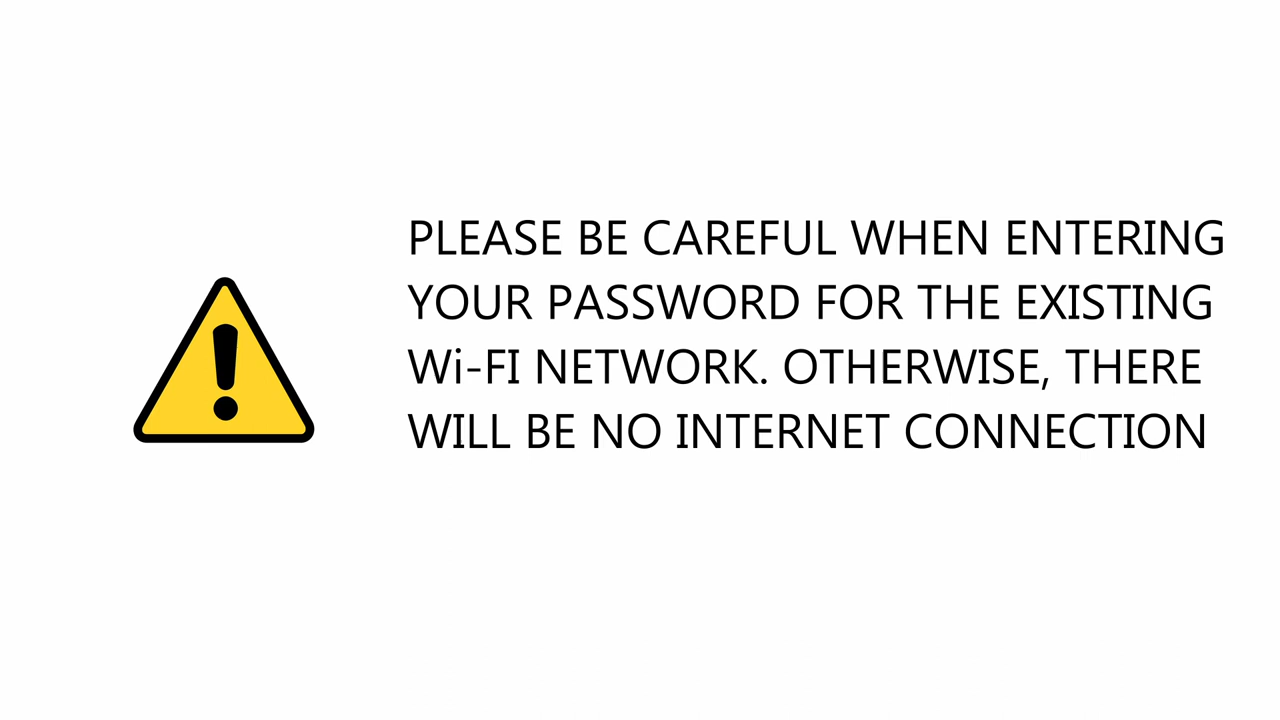 PLEASE BE CAREFUL WHEN ENTERING
YOUR PASSWORD FOR THE EXISTING
Wi-FI NETWORK. OTHERWISE, THERE
WILL BE NO INTERNET CONNECTION